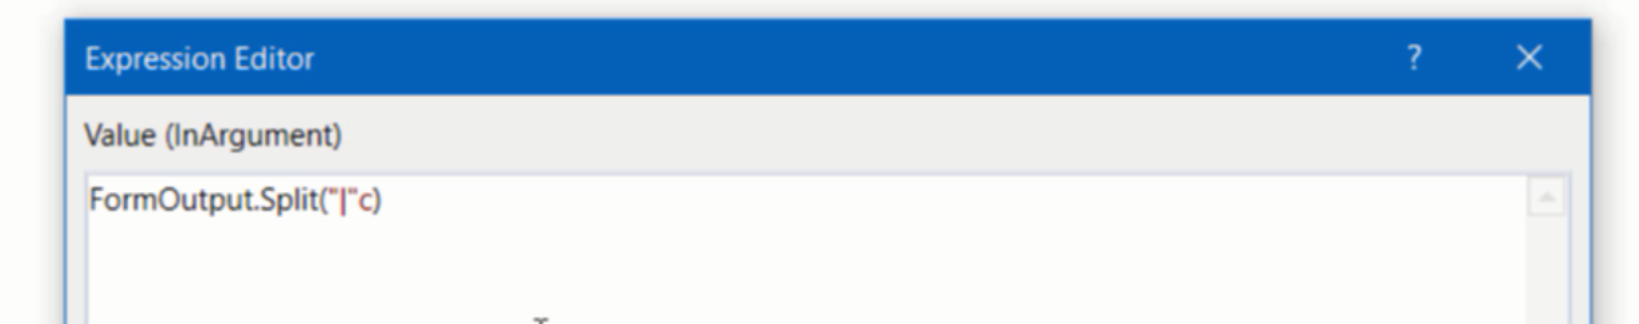 Expression Editor ? ×
Value (InArgument)
FormOutput.Split("|"c)